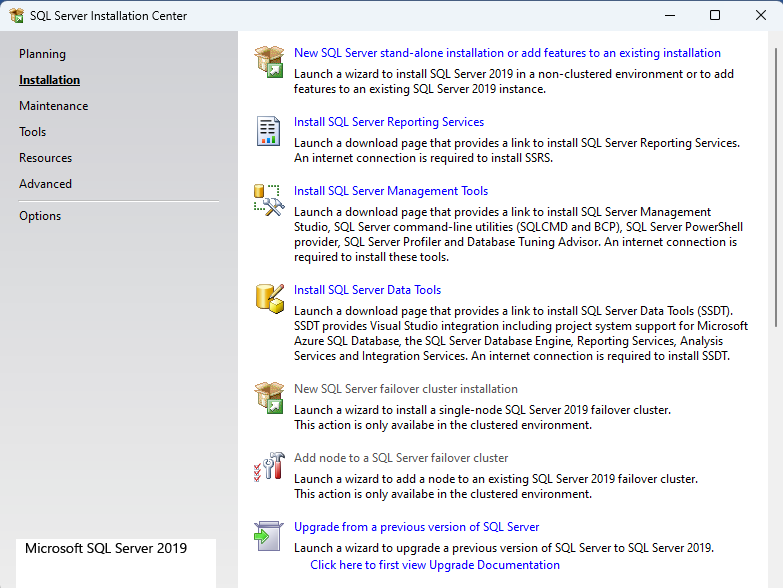 SQL Server Installation Center
Planning
Installation
Maintenance
Tools
Resources
Advanced
Options
Microsoft SQL Server 2019
New SQL Server stand-alone installation or add features to an existing installation
Launch a wizard to install SQL Server 2019 in a non-clustered environment or to add
features to an existing SQL Server 2019 instance.
Install SQL Server Reporting Services
Launch a download page that provides a link to install SQL Server Reporting Services.
An internet connection is required to install SSRS.
Install SQL Server Management Tools
Launch a download page that provides a link to install SQL Server Management
Studio, SQL Server command-line utilities (SQLCMD and BCP), SQL Server PowerShell
provider, SQL Server Profiler and Database Tuning Advisor. An internet connection is
required to install these tools.
Install SQL Server Data Tools
Launch a download page that provides a link to install SQL Server Data Tools (SSDT).
SSDT provides Visual Studio integration including project system support for Microsoft
Azure SQL Database, the SQL Server Database Engine, Reporting Services, Analysis
Services and Integration Services. An internet connection is required to install SSDT.
New SQL Server failover cluster installation
Launch a wizard to install a single-node SQL Server 2019 failover cluster.
This action is only availabe in the clustered environment.
Add node to a SQL Server failover cluster
Launch a wizard to add a node to an existing SQL Server 2019 failover cluster.
This action is only availabe in the clustered environment.
Upgrade from a previous version of SQL Server
Launch a wizard to upgrade a previous version of SQL Server to SQL Server 2019.
Click here to first view Upgrade Documentation